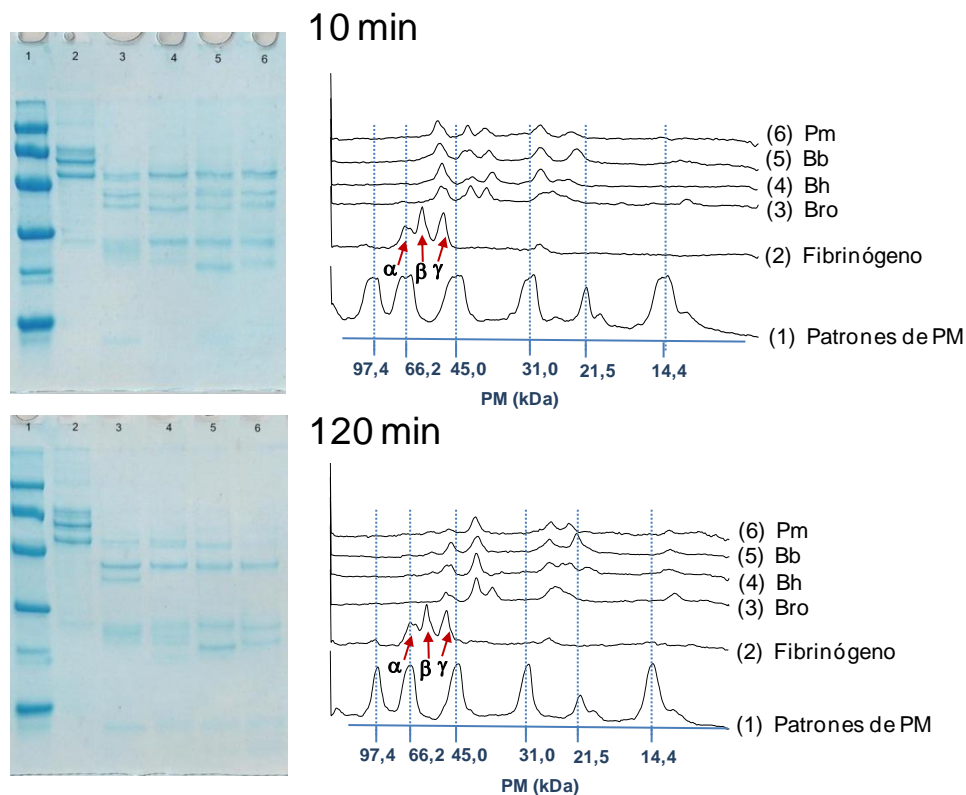 10 min
1 2 3 4 5 6
(6) Pm
(5) Bb
(4) Bh
(3) Bro
(2) Fibrinógeno
α β γ
(1) Patrones de PM
97,4 66,2 45,0 31,0 21,5 14,4
PM (kDa)
120 min
1 2 3 4 5 6
(6) Pm
(5) Bb
(4) Bh
(3) Bro
(2) Fibrinógeno
α β γ
(1) Patrones de PM
97,4 66,2 45,0 31,0 21,5 14,4
PM (kDa)